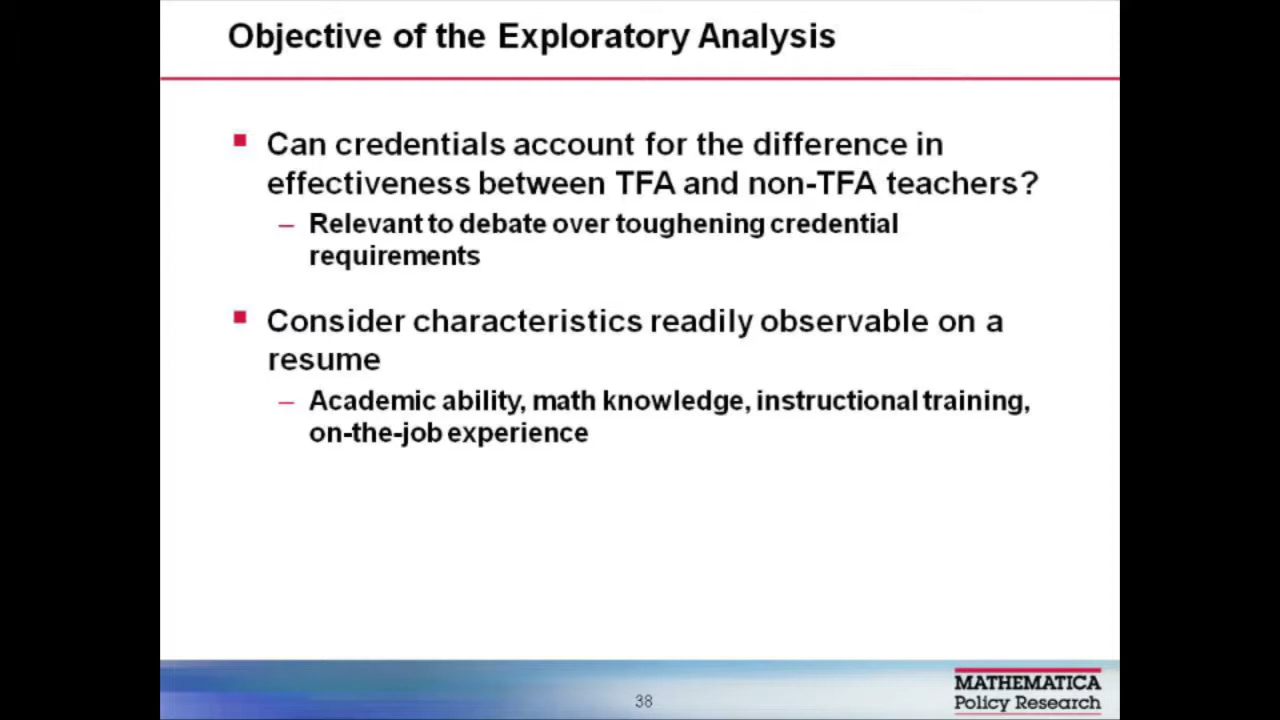 Objective of the Exploratory Analysis
Can credentials account for the difference in
effectiveness between TFA and non-TFA teachers?
– Relevant to debate over toughening credential
requirements
Consider characteristics readily observable on a
resume
– Academic ability, math knowledge, instructional training,
on-the-job experience
38
MATHEMATICA
Policy Research